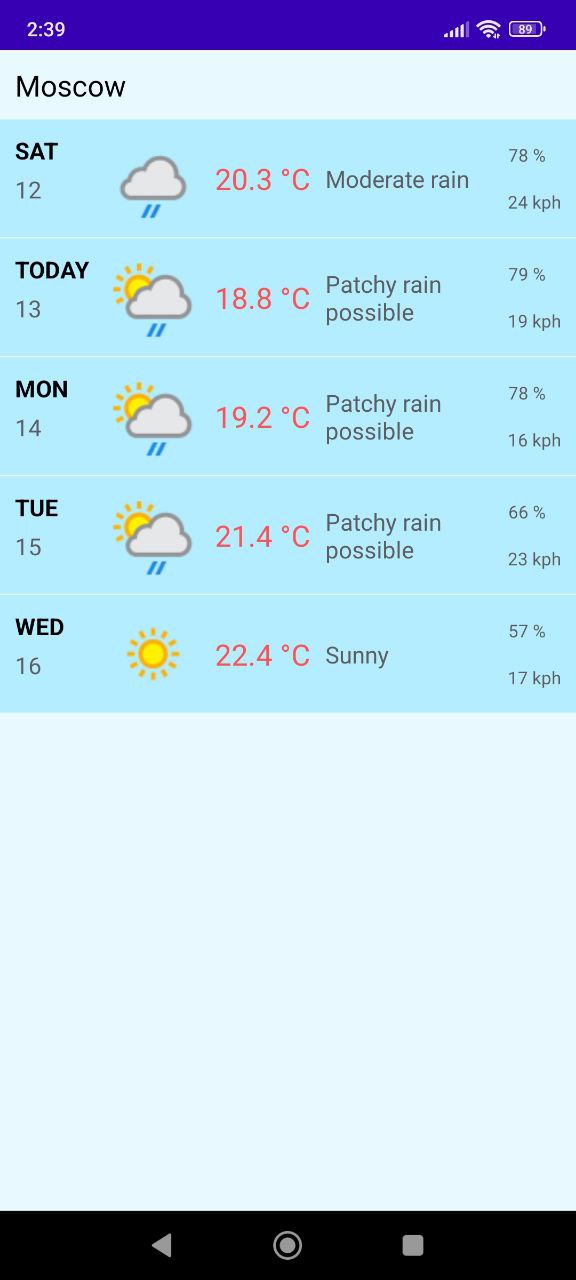 2:39
89
Moscow
SAT
12
20.3 °C
Moderate rain
78 %
24 kph
TODAY
13
18.8 °C
Patchy rain
possible
79 %
19 kph
MON
14
19.2 °C
Patchy rain
possible
78 %
16 kph
TUE
15
21.4 °C
Patchy rain
possible
66 %
23 kph
WED
16
22.4 °C
Sunny
57 %
17 kph